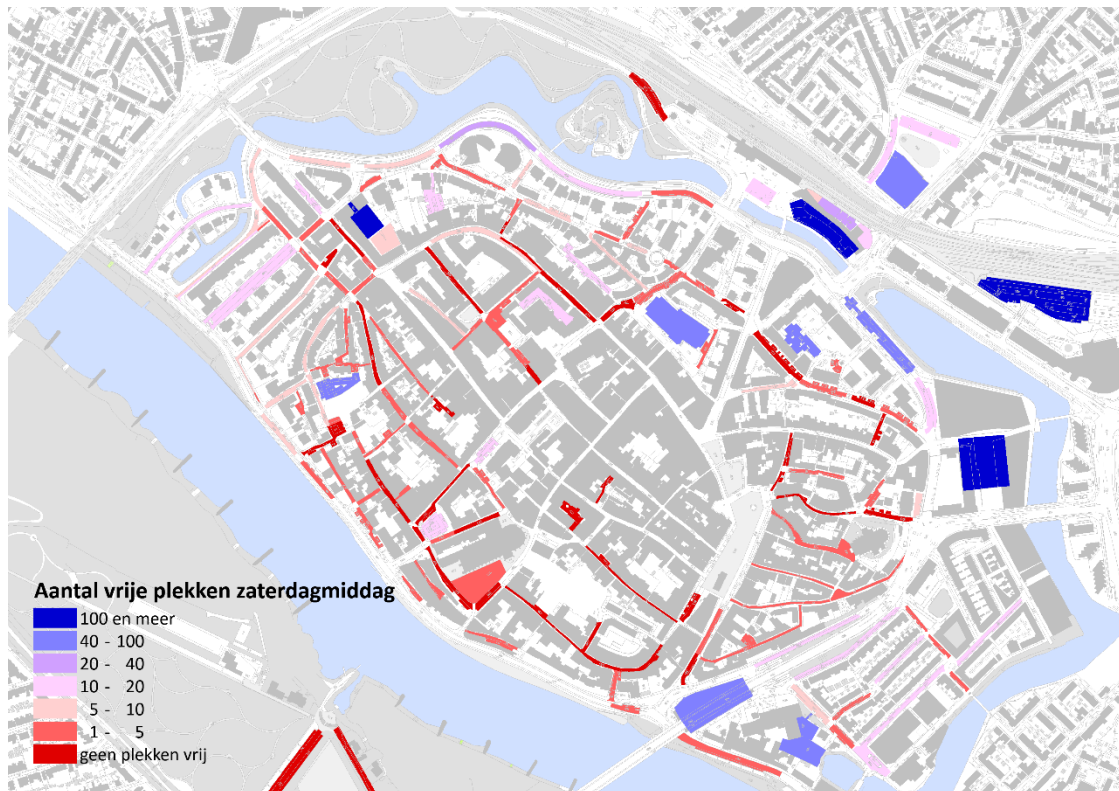 Aantal vrije plekken zaterdagmiddag
100 en meer
40 - 100
20 - 40
10 - 20
5 - 10
1 - 5
geen plekken vrij